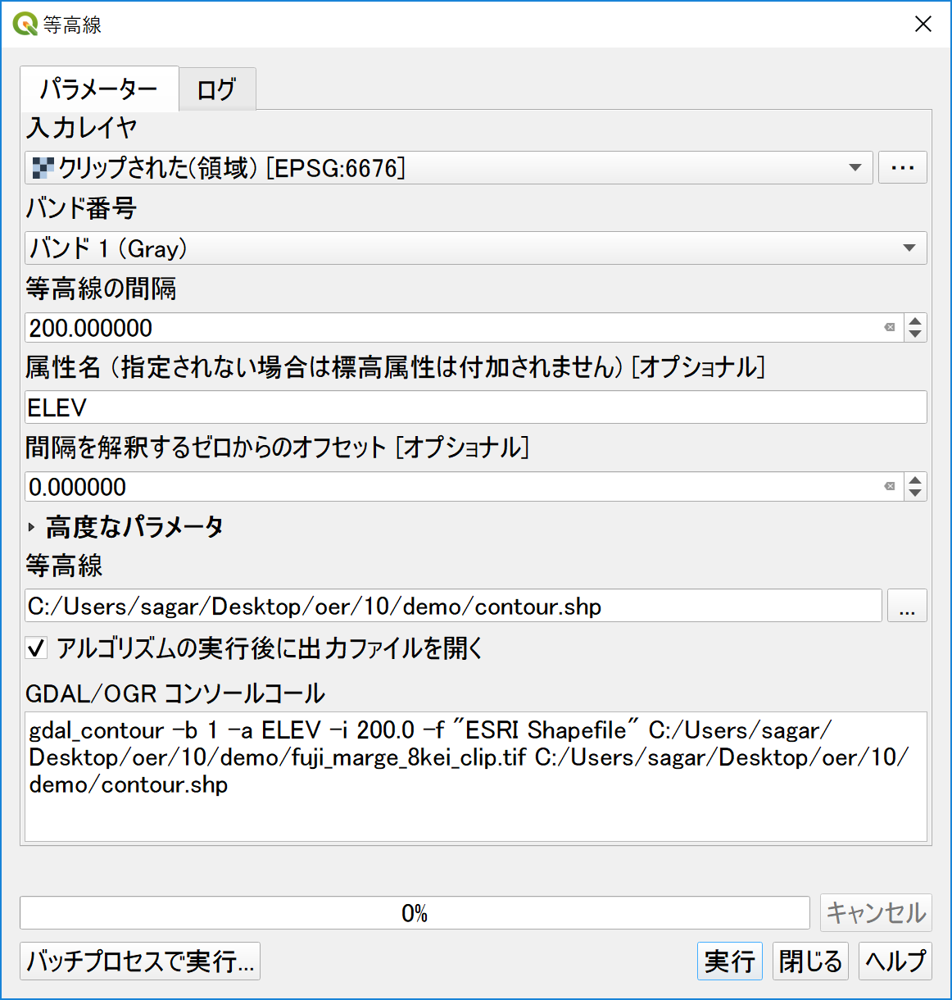 等高線
パラメーター ログ
入力レイヤ
クリップされた(領域) [EPSG:6676] ...
バンド番号
バンド 1 (Gray)
等高線の間隔
200.000000
属性名 (指定されない場合は標高属性は付加されません) [オプショナル]
ELEV
間隔を解釈するゼロからのオフセット [オプショナル]
0.000000
高度なパラメータ
等高線
C:/Users/sagar/Desktop/oer/10/demo/contour.shp ...
アルゴリズムの実行後に出力ファイルを開く
GDAL/OGR コンソールコール
gdal_contour -b 1 -a ELEV -i 200.0 -f "ESRI Shapefile" C:/Users/sagar/
Desktop/oer/10/demo/fuji_marge_8kei_clip.tif C:/Users/sagar/Desktop/oer/10/
demo/contour.shp
0% キャンセル
バッチプロセスで実行... 実行 閉じる ヘルプ